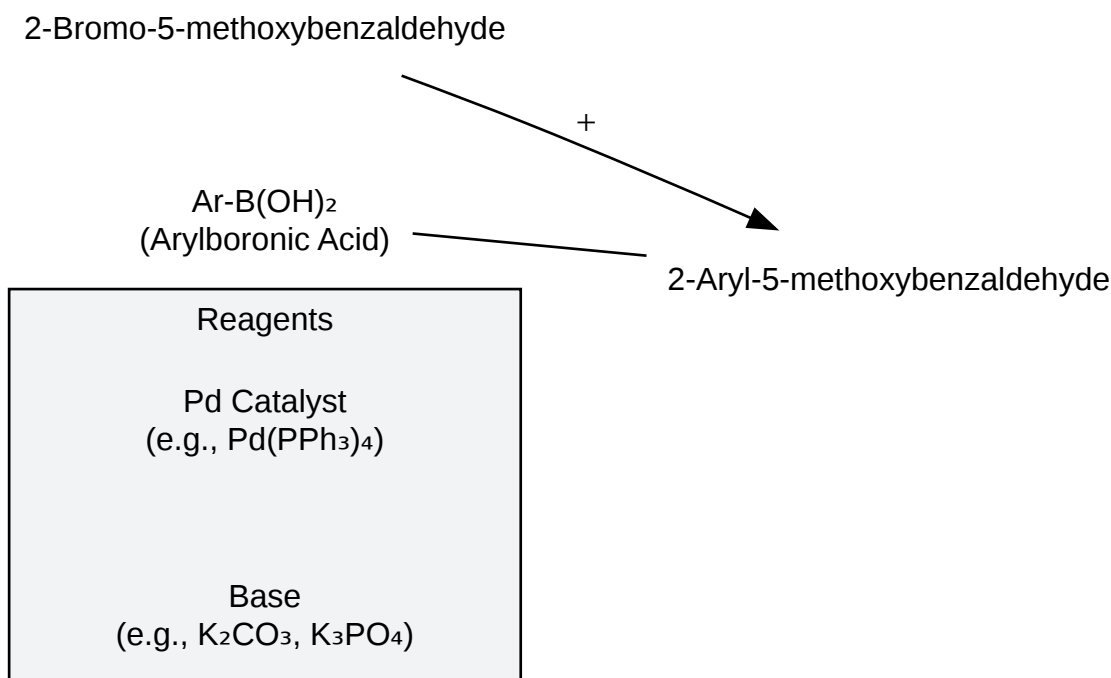 2-Bromo-5-methoxybenzaldehyde
+
Ar-B(OH)₂
(Arylboronic Acid)
2-Aryl-5-methoxybenzaldehyde
Reagents
Pd Catalyst
(e.g., Pd(PPh₃)₄)
Base
(e.g., K₂CO₃, K₃PO₄)